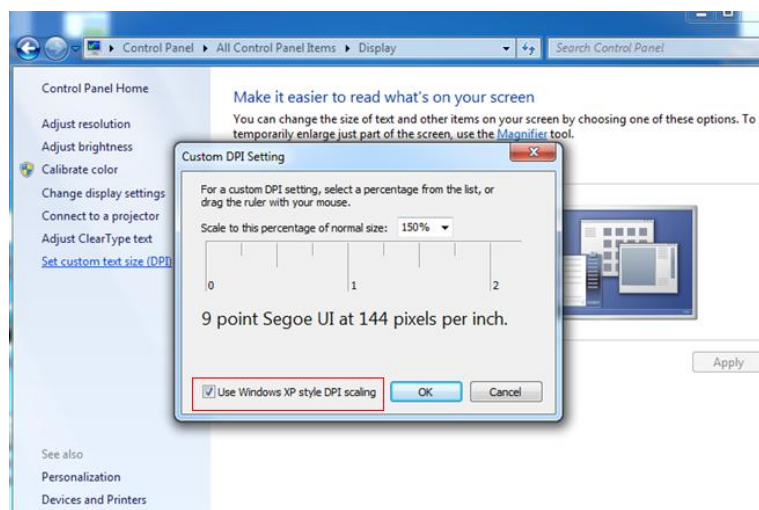 Control Panel ▸ All Control Panel Items ▸ Display
Search Control Panel
Control Panel Home
Adjust resolution
Adjust brightness
Calibrate color
Change display settings
Connect to a projector
Adjust ClearType text
Set custom text size (DPI)
See also
Personalization
Devices and Printers
Make it easier to read what's on your screen
You can change the size of text and other items on your screen by choosing one of these options. To
temporarily enlarge just part of the screen, use the Magnifier tool.
Custom DPI Setting
For a custom DPI setting, select a percentage from the list, or
drag the ruler with your mouse.
Scale to this percentage of normal size: 150%
0 1 2
9 point Segoe UI at 144 pixels per inch.
Use Windows XP style DPI scaling
OK Cancel
Apply